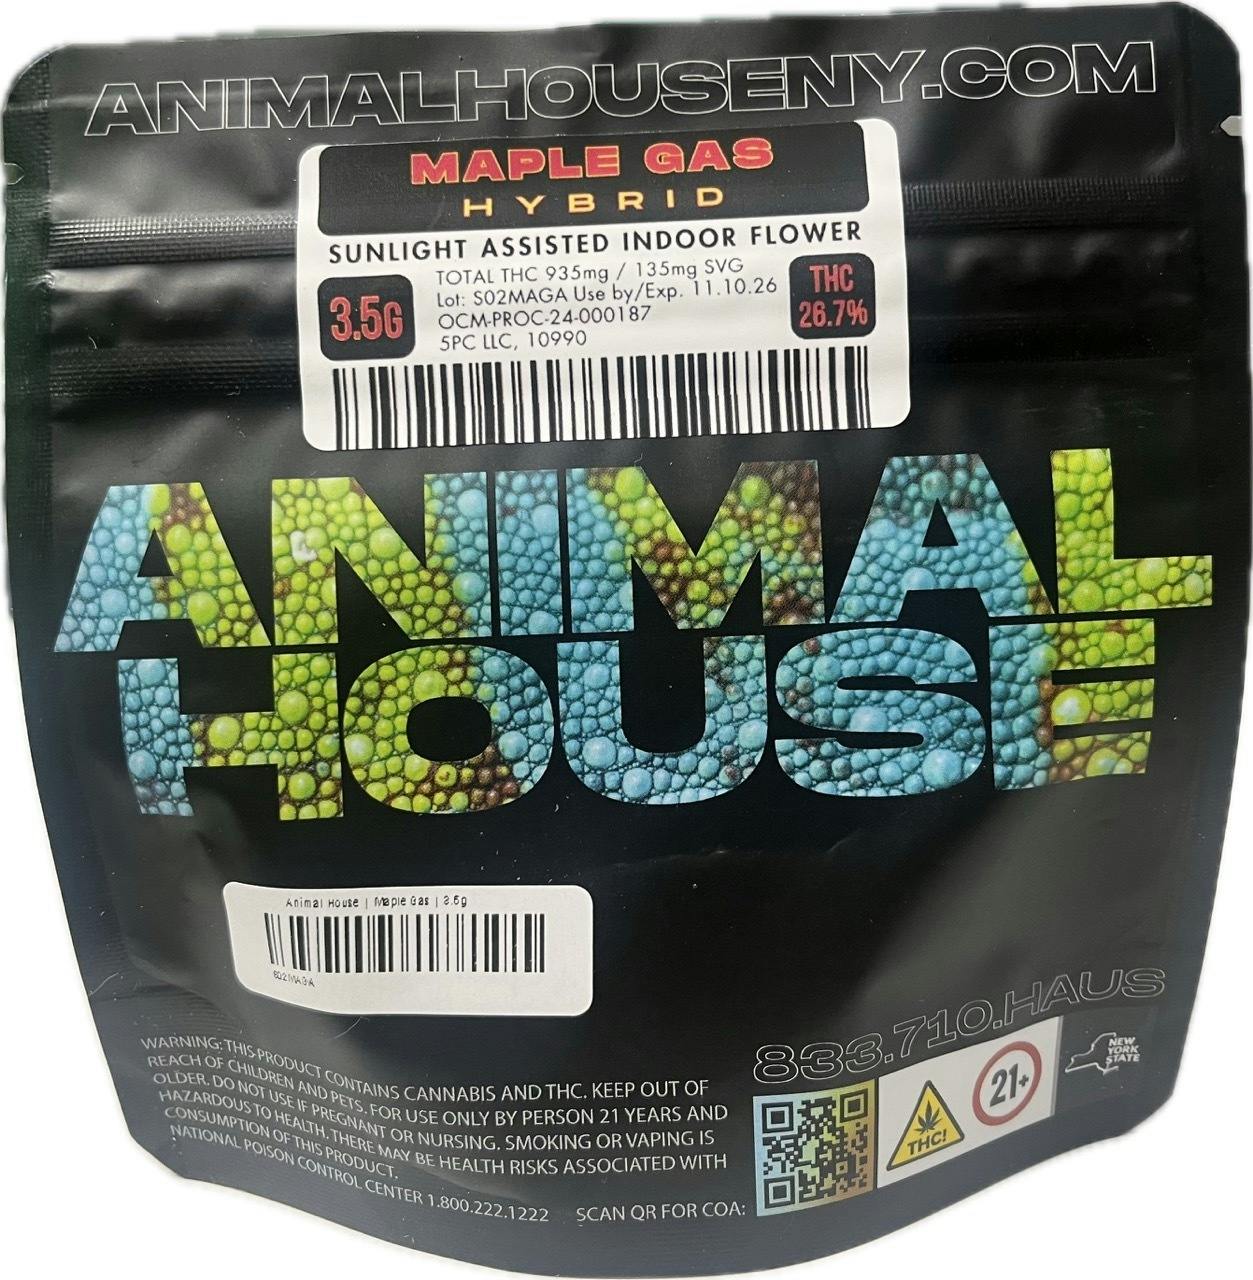 ANIMALHOUSENY.COM
MAPLE GAS
HYBRID
SUNLIGHT ASSISTED INDOOR FLOWER
3.5G
TOTAL THC 935mg / 135mg SVG
Lot: S02MAGA Use by/Exp. 11.10.26
OCM-PROC-24-000187
5PC LLC, 10990
THC
26.7%
ANIMAL
HOUSE
Animal House | Maple Gas | 3.5g
833.710.HAUS
WARNING: THIS PRODUCT CONTAINS CANNABIS AND THC. KEEP OUT OF
REACH OF CHILDREN AND PETS. FOR USE ONLY BY PERSON 21 YEARS AND
OLDER. DO NOT USE IF PREGNANT OR NURSING. SMOKING OR VAPING IS
HAZARDOUS TO HEALTH. THERE MAY BE HEALTH RISKS ASSOCIATED WITH
CONSUMPTION OF THIS PRODUCT.
NATIONAL POISON CONTROL CENTER 1.800.222.1222
SCAN QR FOR COA:
THC!
21+
NEW
YORK
STATE